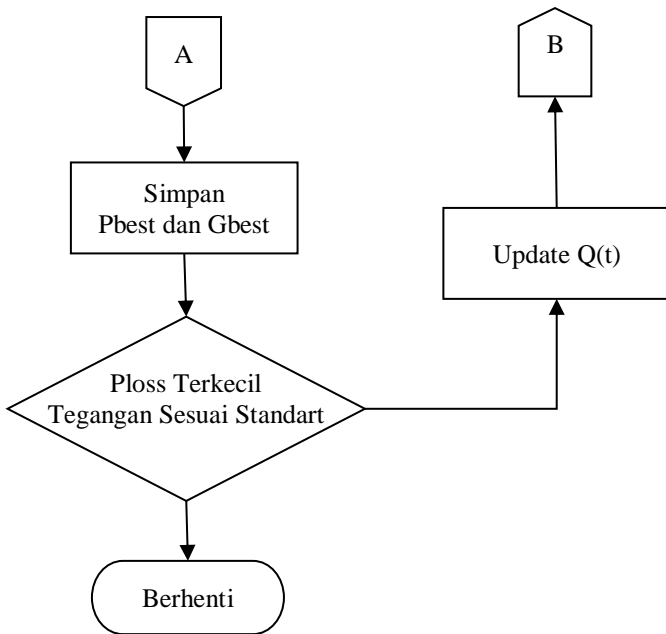 A
Simpan
Pbest dan Gbest
Ploss Terkecil
Tegangan Sesuai Standart
Berhenti
B
Update Q(t)